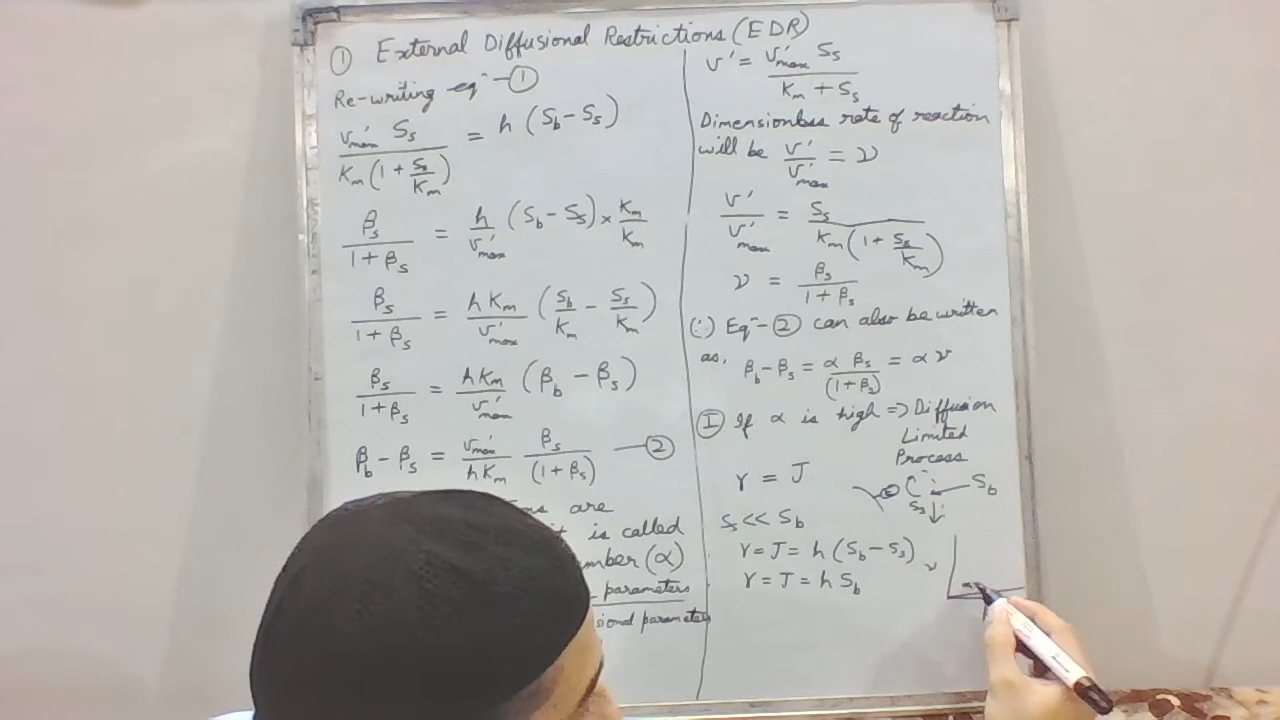 ① External Diffusional Restrictions (EDR)
Re-writing eqⁿ - ①
v'max Ss / Km (1 + Ss/Km) = h (Sb - Ss)
βs / 1 + βs = h / v'max (Sb - Ss) × Km / Km
βs / 1 + βs = h Km / v'max (Sb/Km - Ss/Km)
βs / 1 + βs = h Km / v'max (βb - βs)
βb - βs = v'max / h Km βs / (1 + βs) — ②
are
it is called
(α)
parameters
v' = v'max Ss / Km + Ss
Dimensionless rate of reaction
will be v' / v'max = ν
v' / v'max = Ss / Km (1 + Ss/Km)
ν = βs / 1 + βs
(∴) Eqⁿ - ② can also be written
as, βb - βs = α βs / (1 + βs) = α ν
Ⓘ If α is high => Diffusion
Limited
Process
r = J
Sb
Ss
Ss << Sb
r = J = h (Sb - Ss)
r = J = h Sb
ν